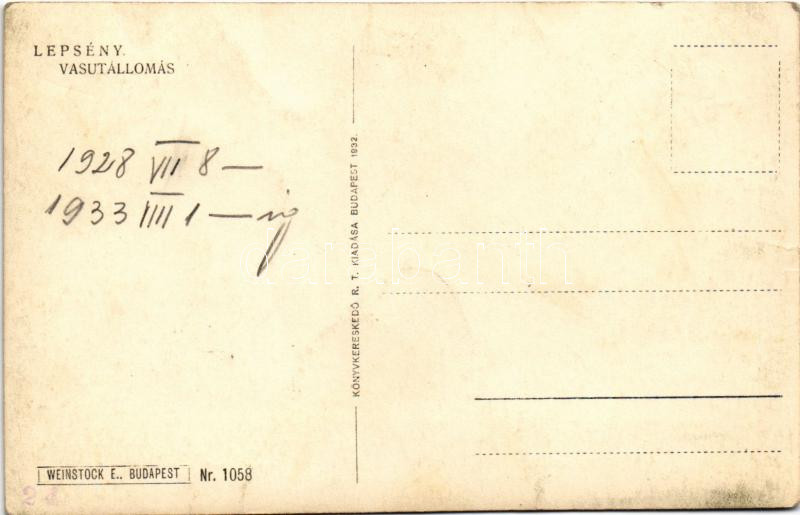 LEPSÉNY.
VASUTÁLLOMÁS
1928 VII 8 —
1933 IIII 1 — ig
KÖNYVKERESKEDŐ R. T. KIADÁSA BUDAPEST 1932.
WEINSTOCK E., BUDAPEST Nr. 1058